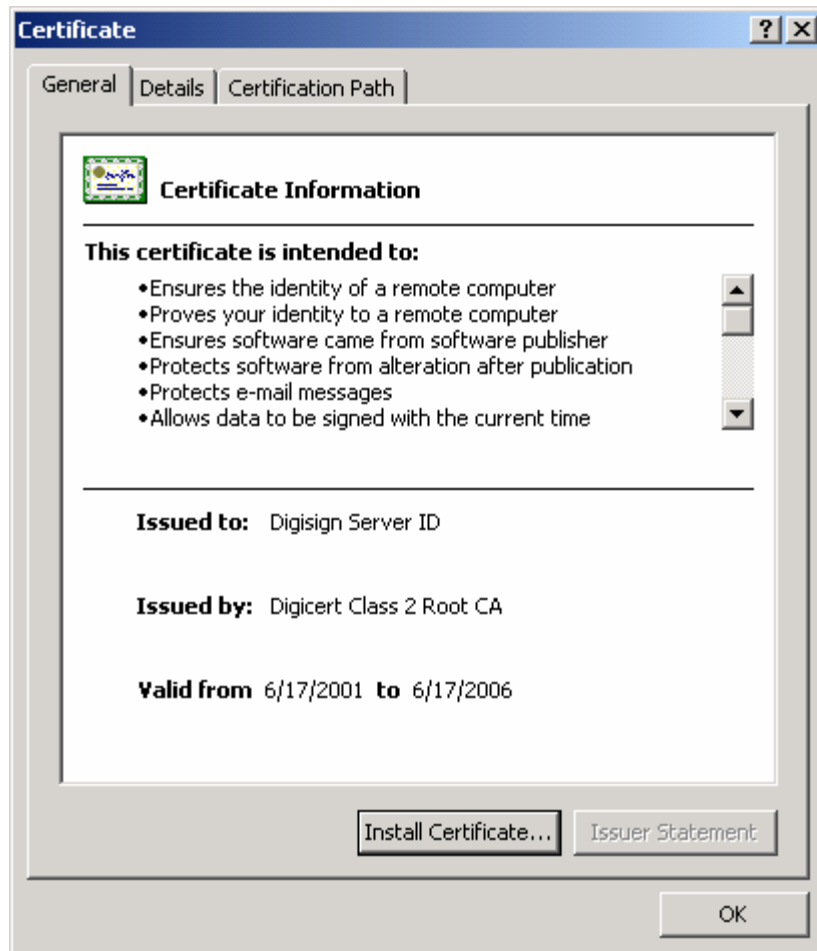 Certificate
General Details Certification Path
Certificate Information
This certificate is intended to:
•Ensures the identity of a remote computer
•Proves your identity to a remote computer
•Ensures software came from software publisher
•Protects software from alteration after publication
•Protects e-mail messages
•Allows data to be signed with the current time
Issued to: Digisign Server ID
Issued by: Digicert Class 2 Root CA
Valid from 6/17/2001 to 6/17/2006
Install Certificate... Issuer Statement
OK